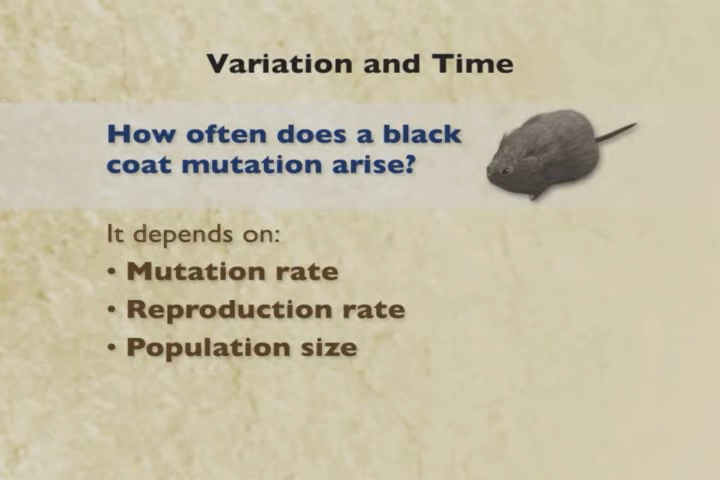 Variation and Time
How often does a black
coat mutation arise?
It depends on:
• Mutation rate
• Reproduction rate
• Population size